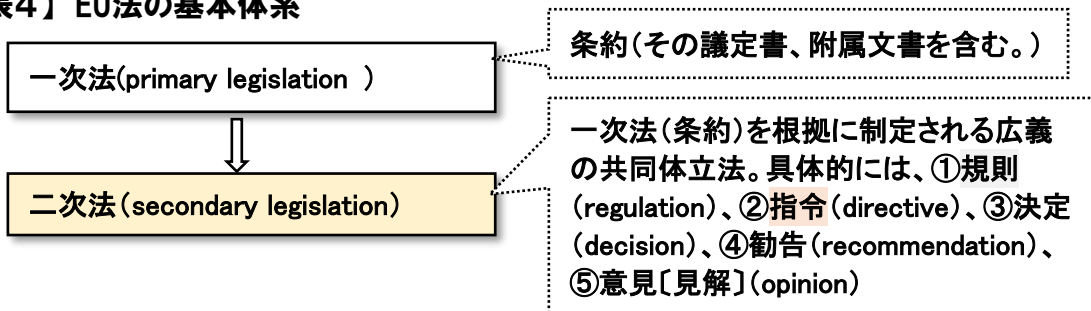 表4】 EU法の基本体系
条約(その議定書、附属文書を含む。)
一次法(primary legislation )
一次法(条約)を根拠に制定される広義
の共同体立法。具体的には、①規則
(regulation)、②指令(directive)、③決定
(decision)、④勧告(recommendation)、
⑤意見〔見解〕(opinion)
二次法(secondary legislation)